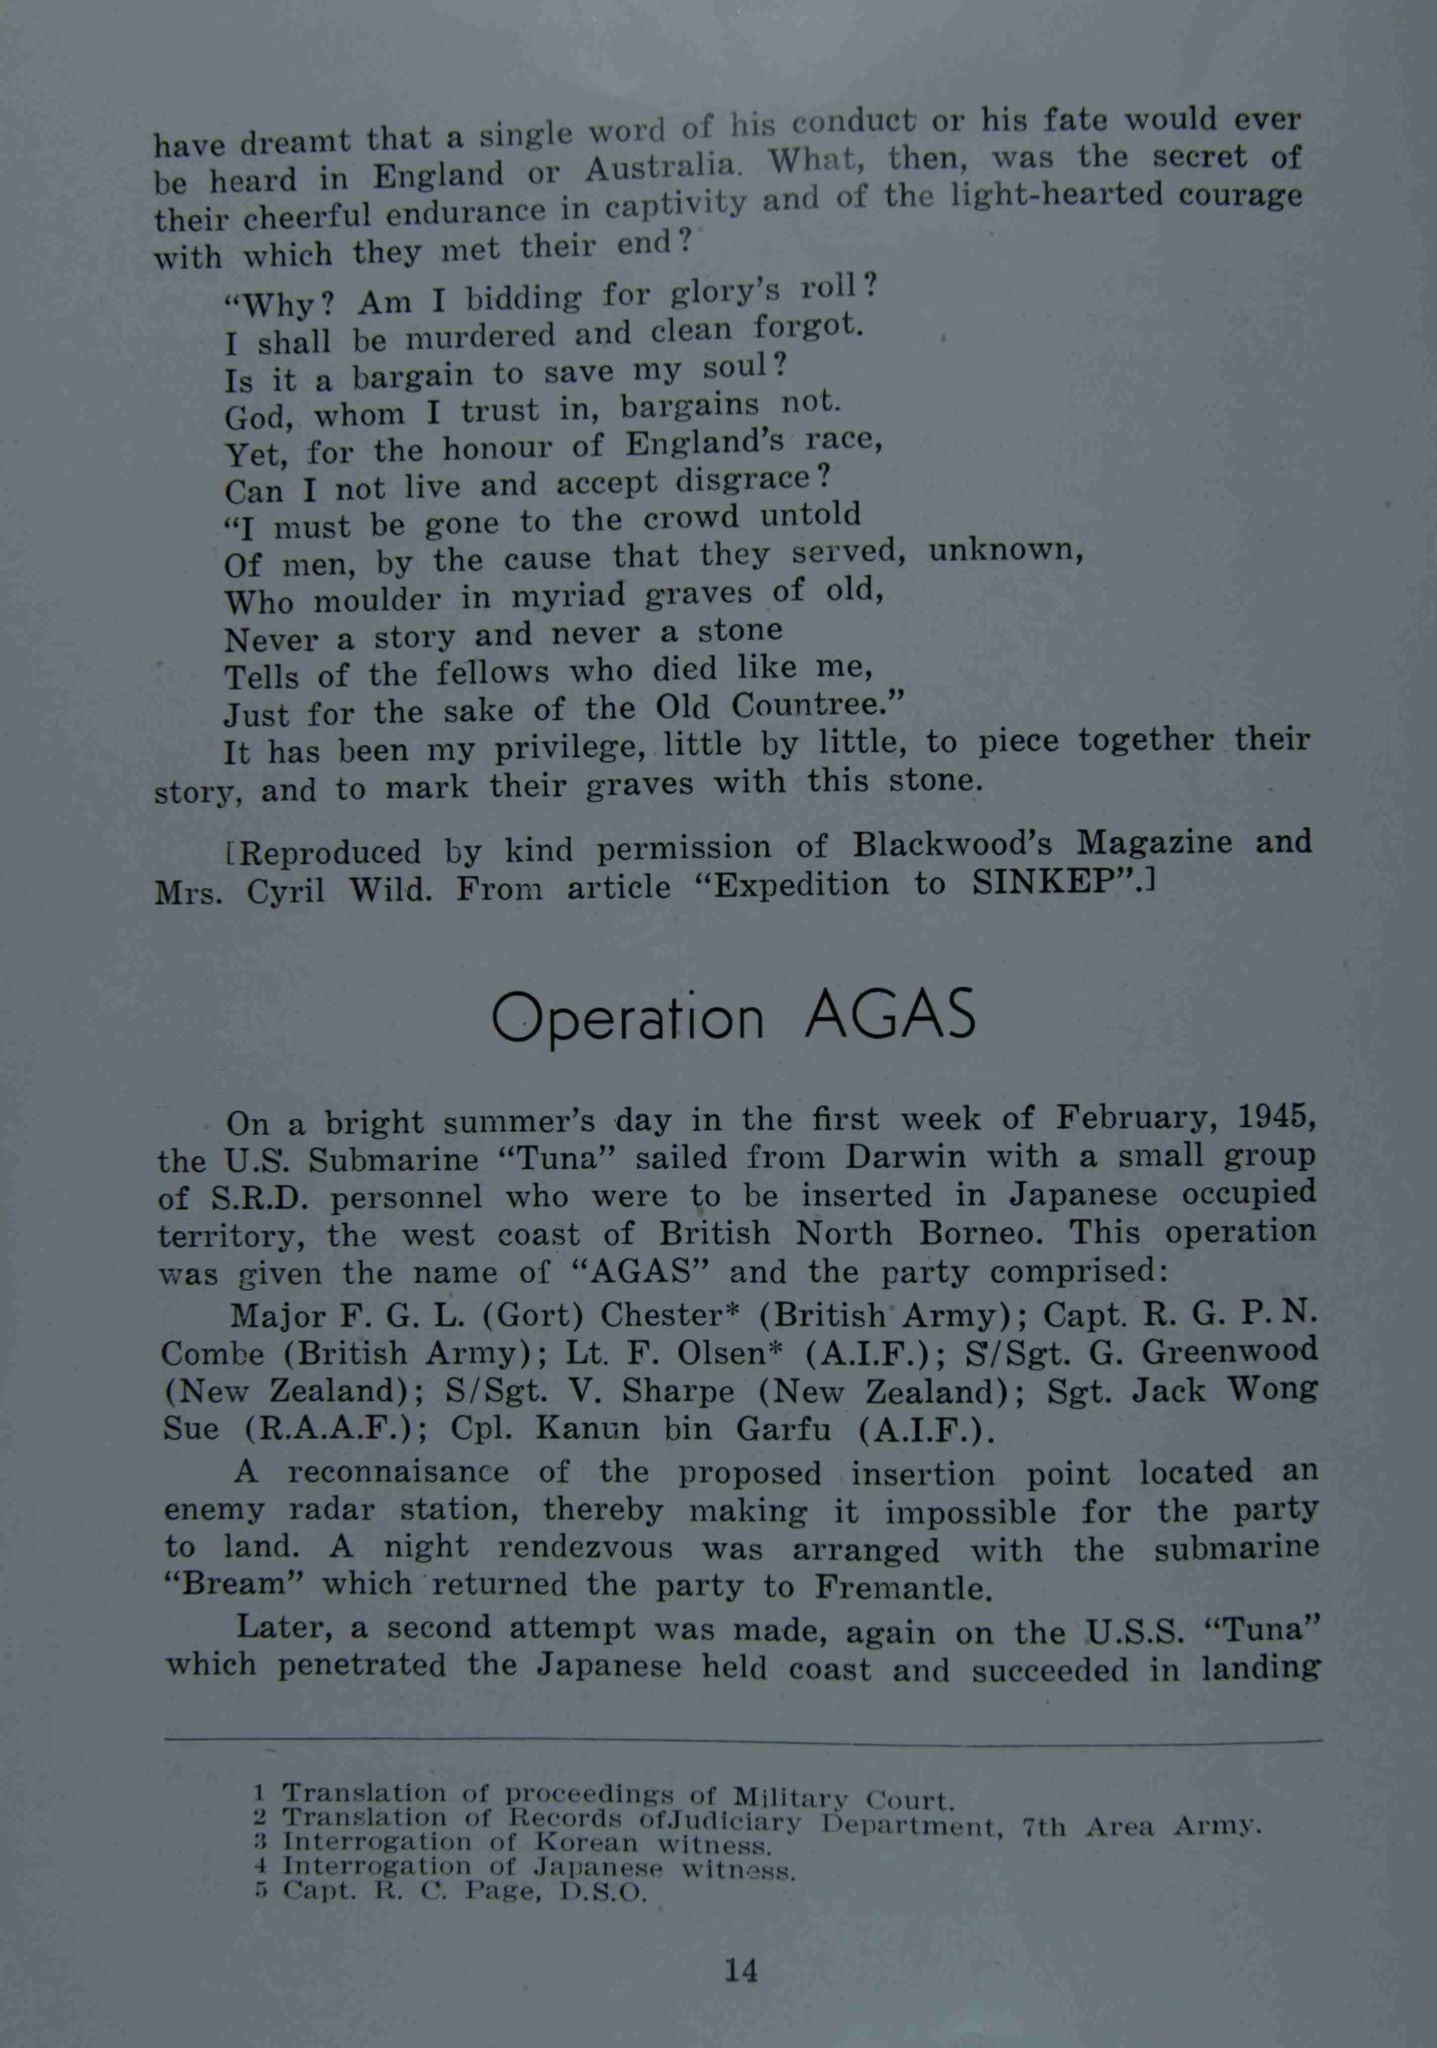 have dreamt that a single word of his conduct or his fate would ever
be heard in England or Australia. What, then, was the secret of
their cheerful endurance in captivity and of the light-hearted courage
with which they met their end?
“Why? Am I bidding for glory’s roll?
I shall be murdered and clean forgot.
Is it a bargain to save my soul?
God, whom I trust in, bargains not.
Yet, for the honour of England’s race,
Can I not live and accept disgrace?
“I must be gone to the crowd untold
Of men, by the cause that they served, unknown,
Who moulder in myriad graves of old,
Never a story and never a stone
Tells of the fellows who died like me,
Just for the sake of the Old Countree.”
It has been my privilege, little by little, to piece together their
story, and to mark their graves with this stone.
[Reproduced by kind permission of Blackwood’s Magazine and
Mrs. Cyril Wild. From article “Expedition to SINKEP”.]
Operation AGAS
On a bright summer’s day in the first week of February, 1945,
the U.S. Submarine “Tuna” sailed from Darwin with a small group
of S.R.D. personnel who were to be inserted in Japanese occupied
territory, the west coast of British North Borneo. This operation
was given the name of “AGAS” and the party comprised:
Major F. G. L. (Gort) Chester* (British Army); Capt. R. G. P. N.
Combe (British Army); Lt. F. Olsen* (A.I.F.); S/Sgt. G. Greenwood
(New Zealand); S/Sgt. V. Sharpe (New Zealand); Sgt. Jack Wong
Sue (R.A.A.F.); Cpl. Kanun bin Garfu (A.I.F.).
A reconnaisance of the proposed insertion point located an
enemy radar station, thereby making it impossible for the party
to land. A night rendezvous was arranged with the submarine
“Bream” which returned the party to Fremantle.
Later, a second attempt was made, again on the U.S.S. “Tuna”
which penetrated the Japanese held coast and succeeded in landing
1 Translation of proceedings of Military Court.
2 Translation of Records ofJudiciary Department, 7th Area Army.
3 Interrogation of Korean witness.
4 Interrogation of Japanese witness.
5 Capt. R. C. Page, D.S.O.
14